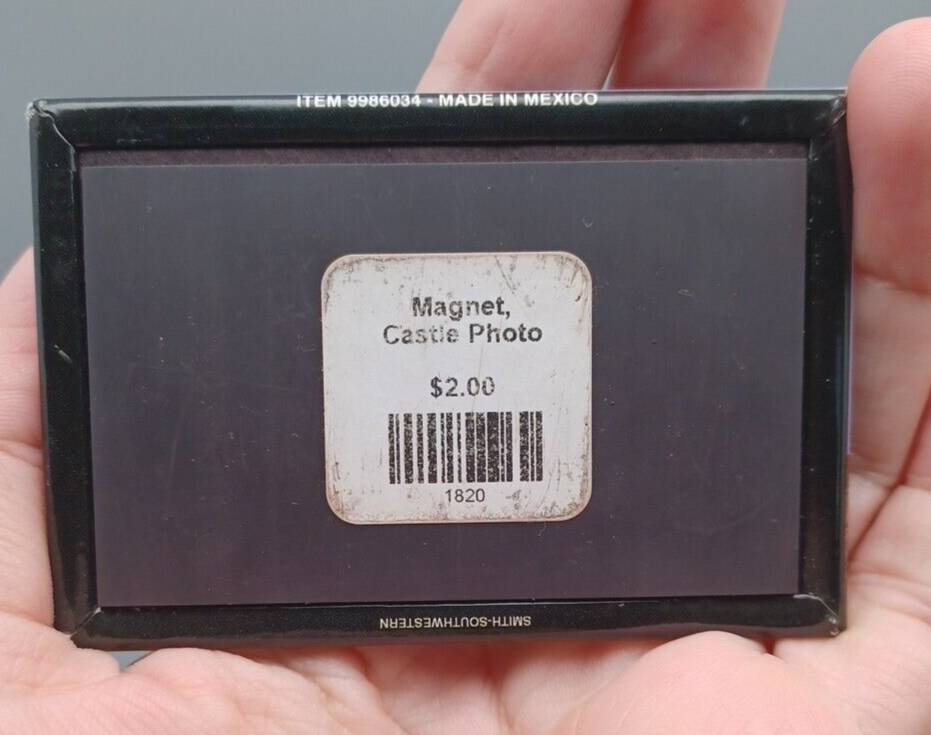 ITEM 9986034 - MADE IN MEXICO
Magnet,
Castle Photo
$2.00
1820
SMITH-SOUTHWESTERN